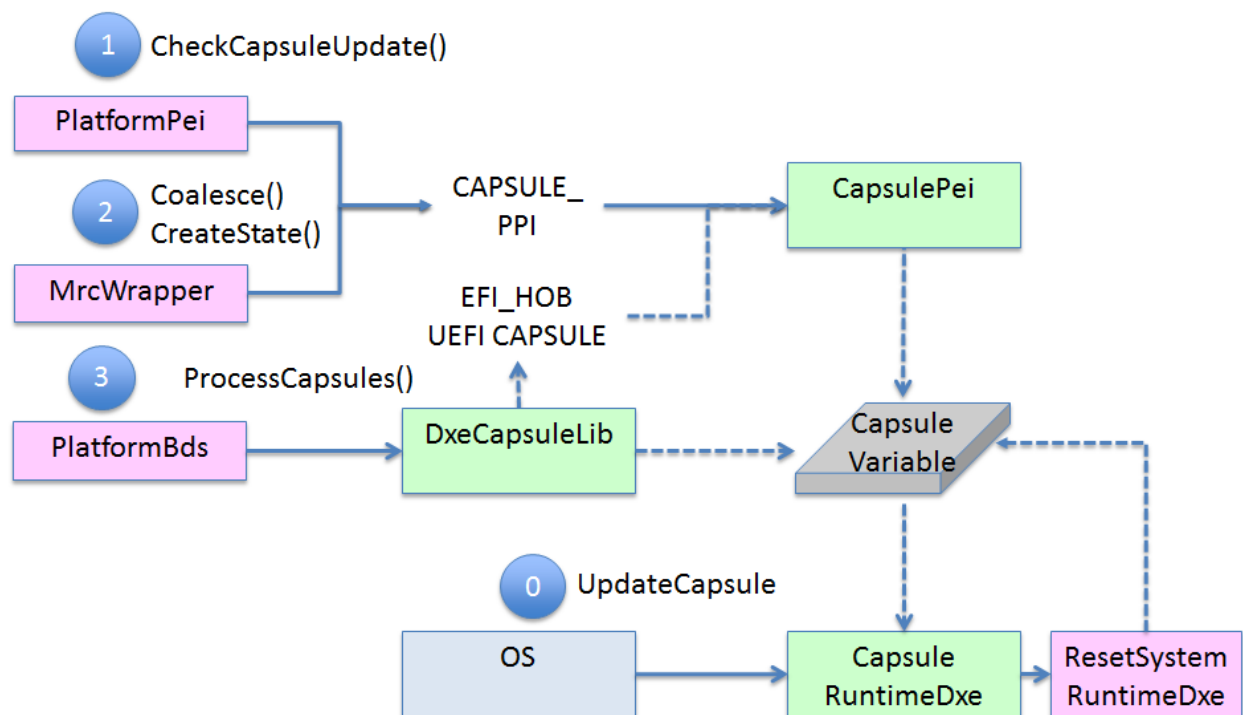 1
CheckCapsuleUpdate()
PlatformPei
2
Coalesce()
CreateState()
CAPSULE_
PPI
CapsulePei
MrcWrapper
EFI_HOB
UEFI CAPSULE
3
ProcessCapsules()
PlatformBds
DxeCapsuleLib
Capsule
Variable
0
UpdateCapsule
OS
Capsule
RuntimeDxe
ResetSystem
RuntimeDxe